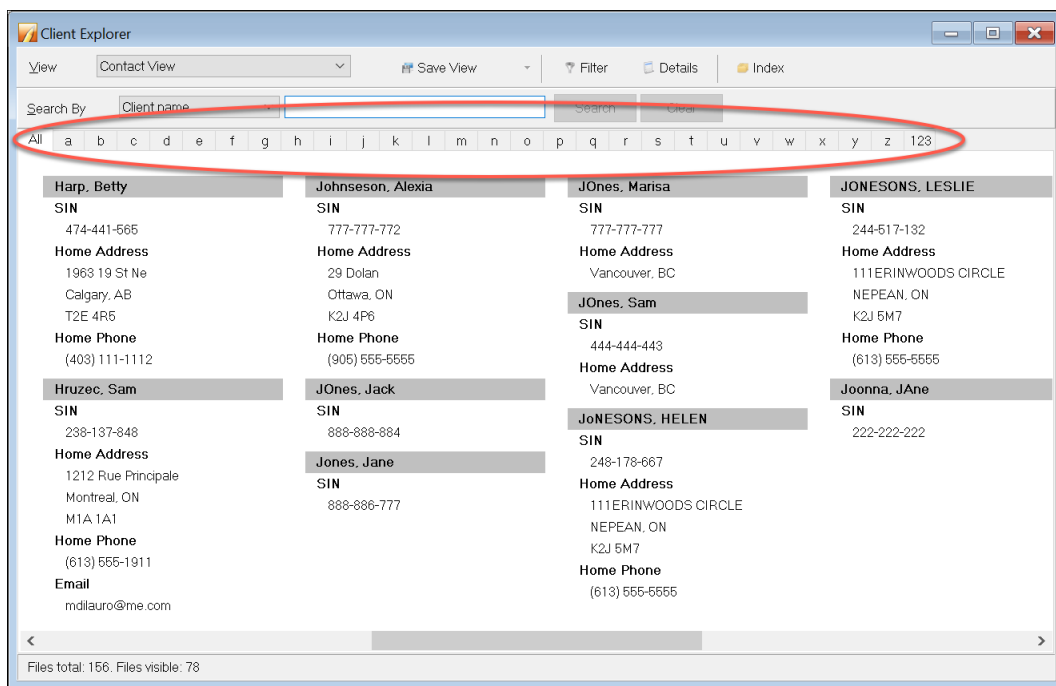 Client Explorer
View Contact View Save View Filter Details Index
Search By Client name Search Clear
All a b c d e f g h i j k l m n o p q r s t u v w x y z 123
Harp, Betty
SIN
474-441-565
Home Address
1963 19 St Ne
Calgary, AB
T2E 4R5
Home Phone
(403) 111-1112
Hruzec, Sam
SIN
238-137-848
Home Address
1212 Rue Principale
Montreal, ON
M1A 1A1
Home Phone
(613) 555-1911
Email
mdilauro@me.com
Johnseson, Alexia
SIN
777-777-772
Home Address
29 Dolan
Ottawa, ON
K2J 4P6
Home Phone
(905) 555-5555
JOnes, Jack
SIN
888-888-884
Jones, Jane
SIN
888-886-777
JOnes, Marisa
SIN
777-777-777
Home Address
Vancouver, BC
JOnes, Sam
SIN
444-444-443
Home Address
Vancouver, BC
JoNESONS, HELEN
SIN
248-178-667
Home Address
111ERINWOODS CIRCLE
NEPEAN, ON
K2J 5M7
Home Phone
(613) 555-5555
JONESONS, LESLIE
SIN
244-517-132
Home Address
111ERINWOODS CIRCLE
NEPEAN, ON
K2J 5M7
Home Phone
(613) 555-5555
Joonna, JAne
SIN
222-222-222
Files total: 156. Files visible: 78